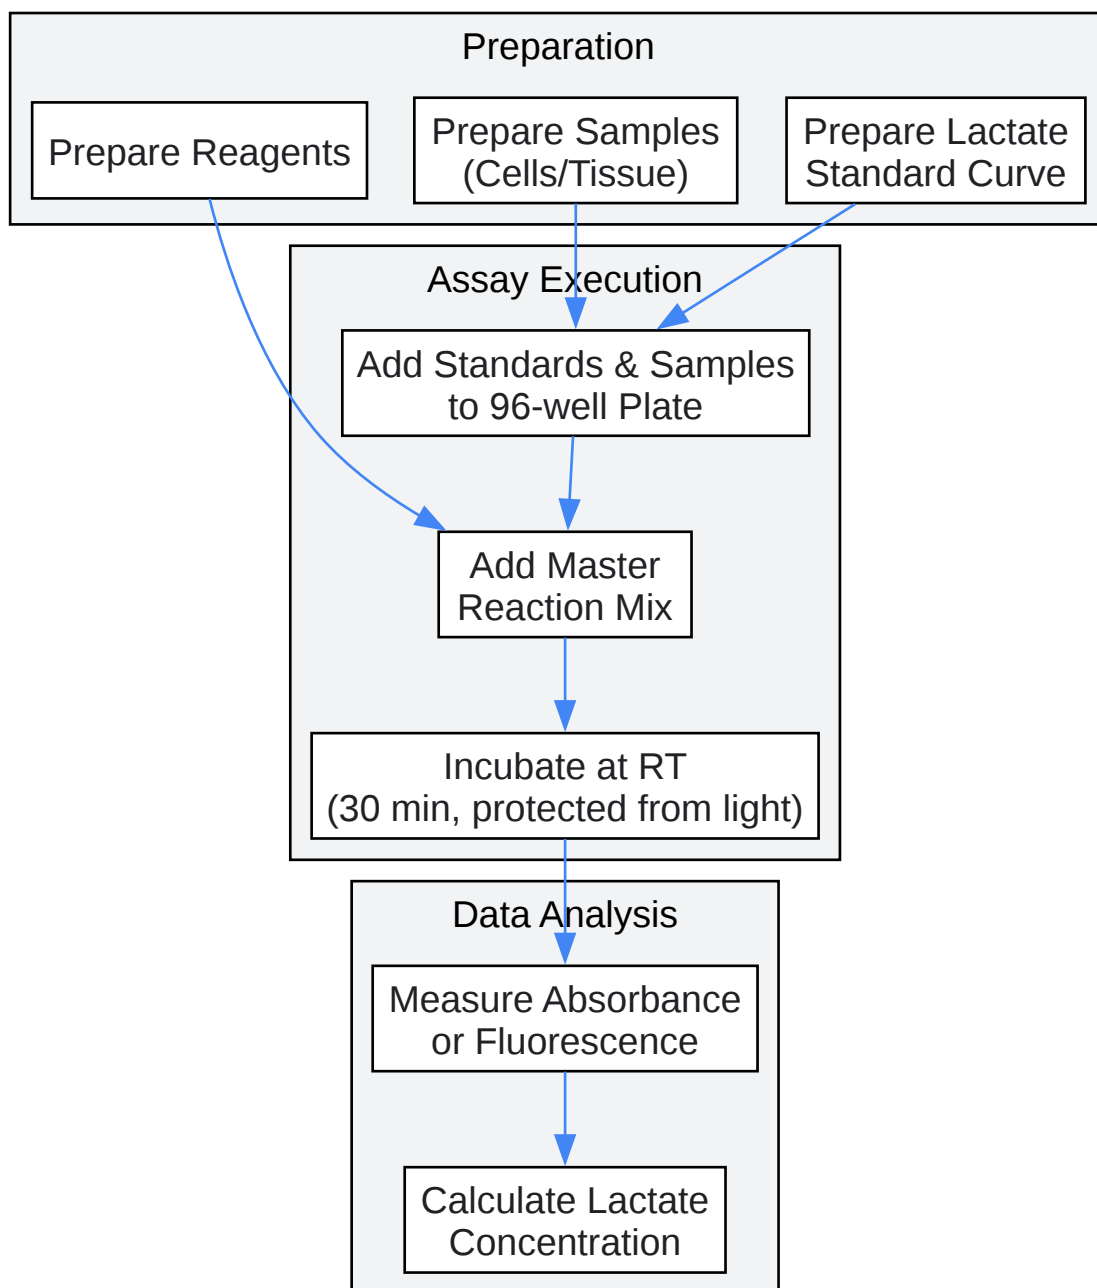 Preparation
Prepare Reagents
Prepare Samples
(Cells/Tissue)
Prepare Lactate
Standard Curve
Assay Execution
Add Standards & Samples
to 96-well Plate
Add Master
Reaction Mix
Incubate at RT
(30 min, protected from light)
Data Analysis
Measure Absorbance
or Fluorescence
Calculate Lactate
Concentration